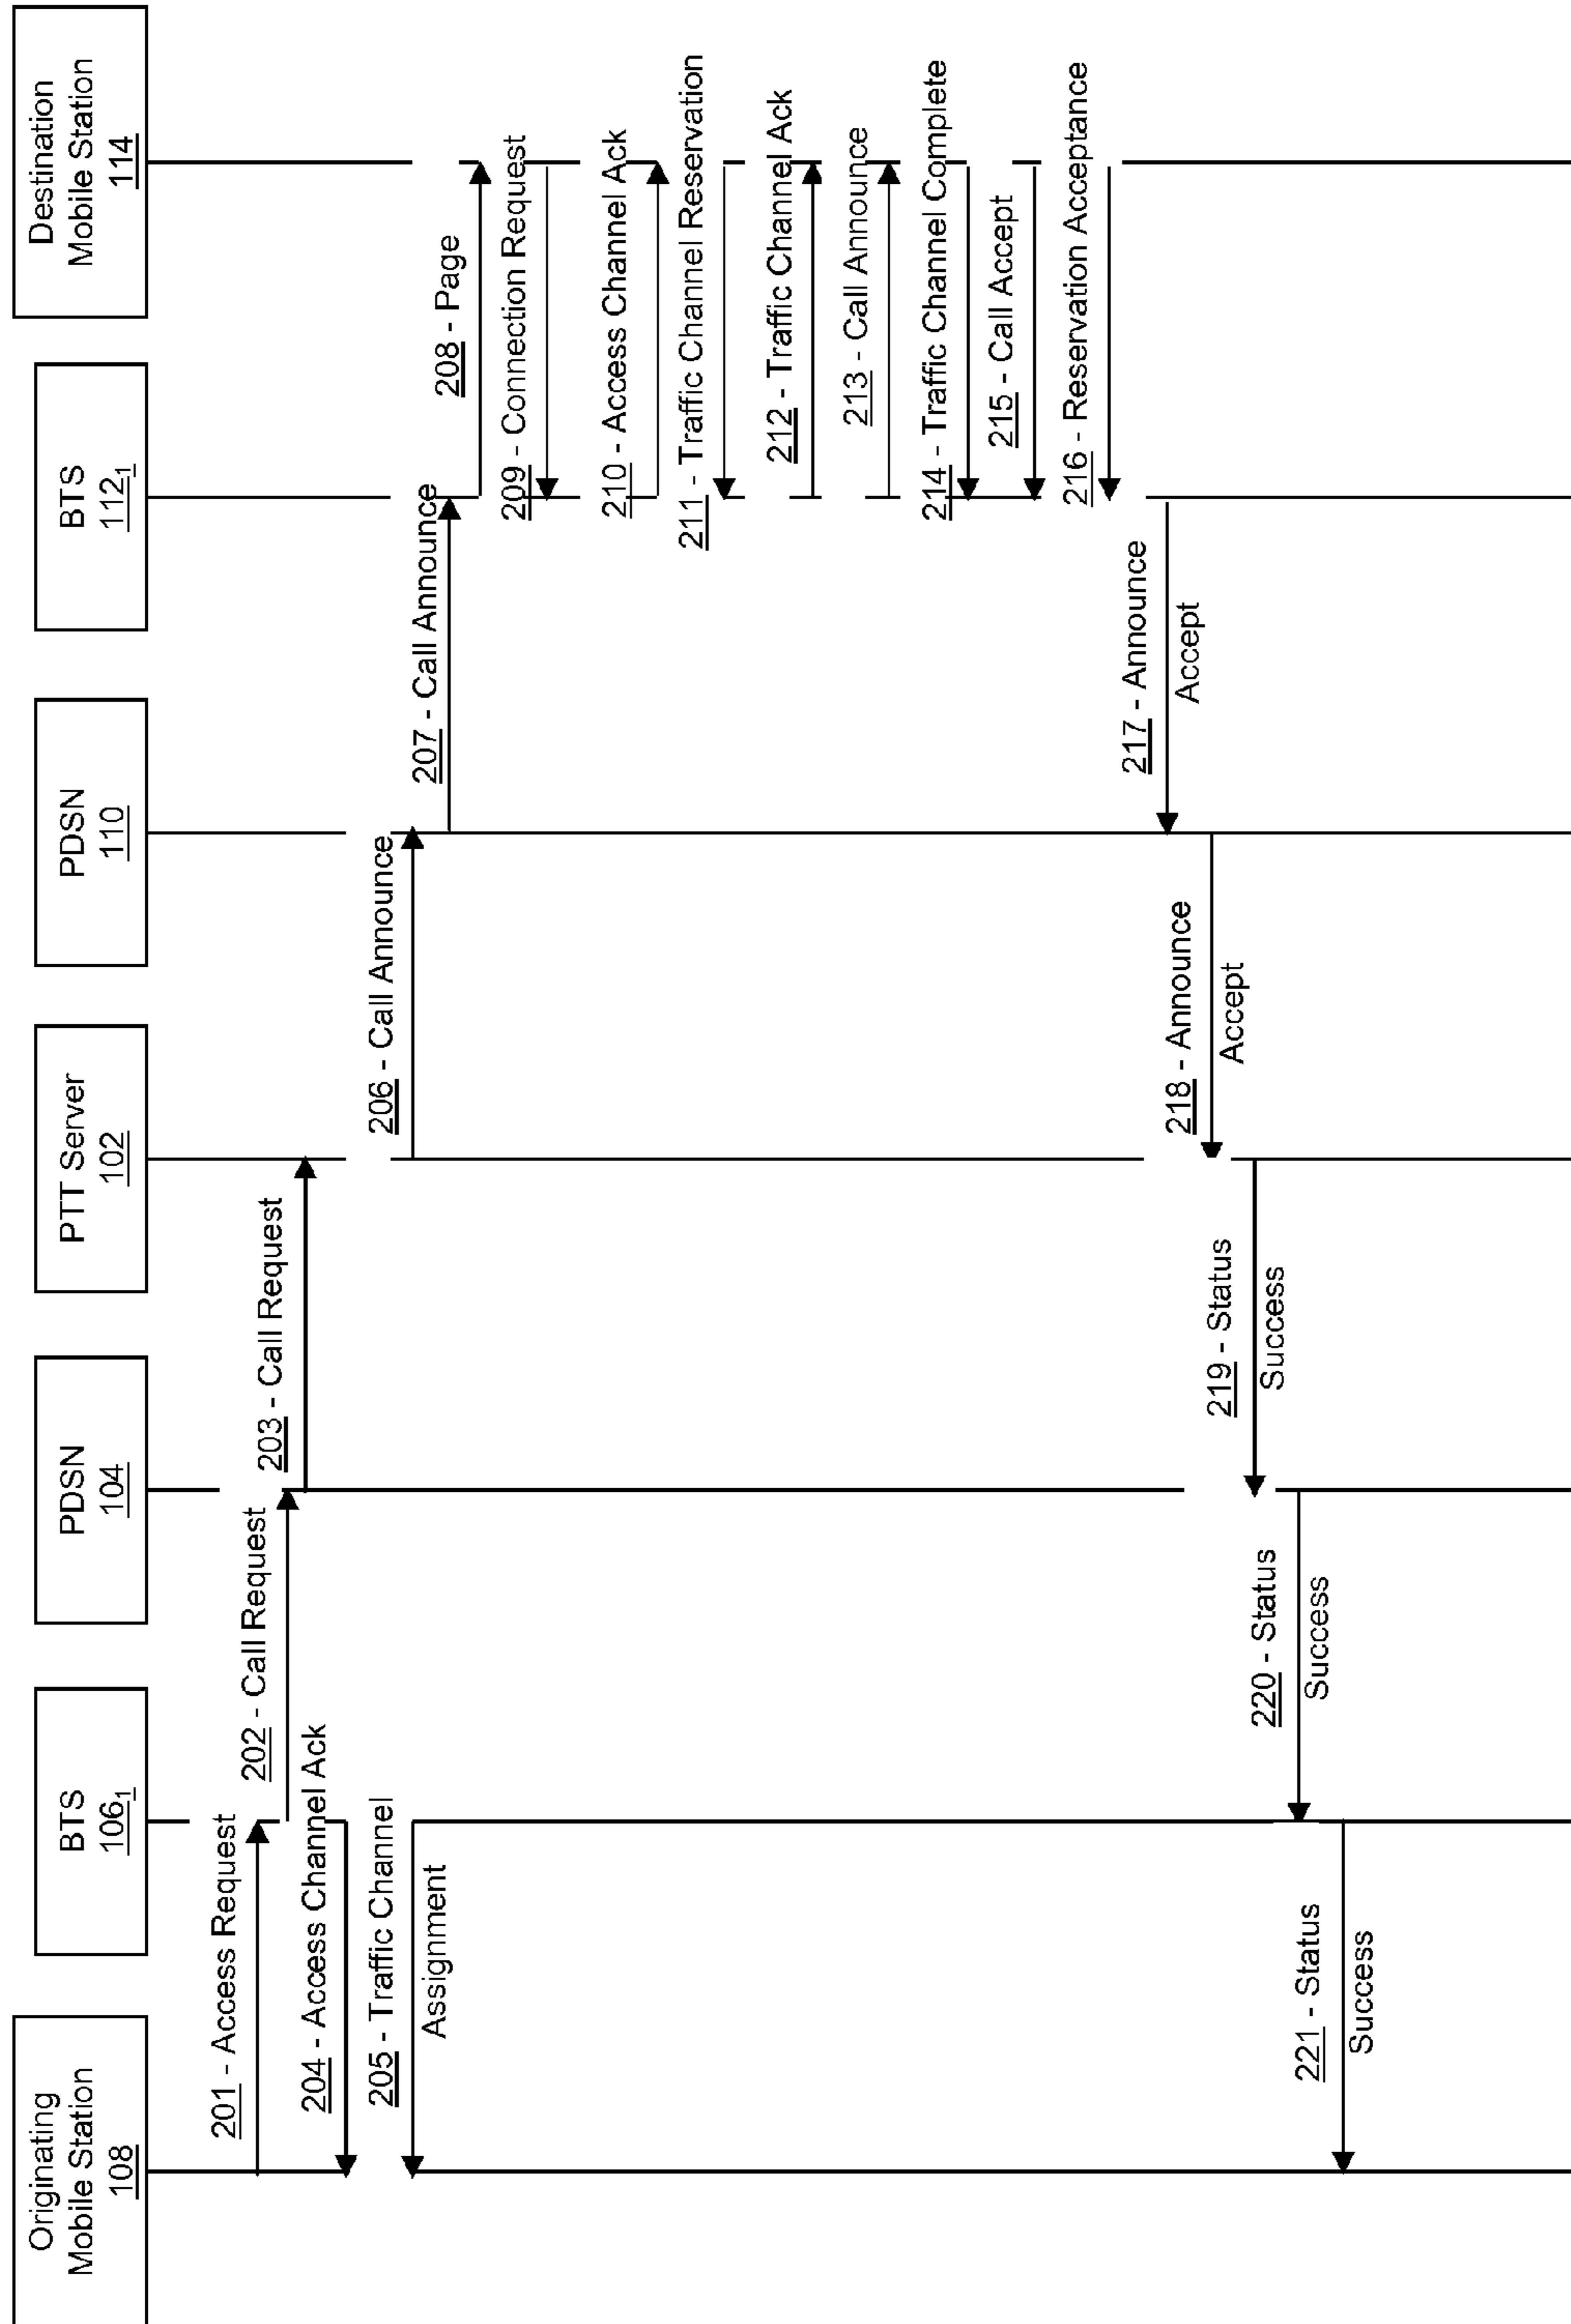 Originating
Mobile Station
108
BTS
106₁
PDSN
104
PTT Server
102
PDSN
110
BTS
112₁
Destination
Mobile Station
114
201 - Access Request
202 - Call Request
203 - Call Request
204 - Access Channel Ack
205 - Traffic Channel
Assignment
206 - Call Announce
207 - Call Announce
208 - Page
209 - Connection Request
210 - Access Channel Ack
211 - Traffic Channel Reservation
212 - Traffic Channel Ack
213 - Call Announce
214 - Traffic Channel Complete
215 - Call Accept
216 - Reservation Acceptance
217 - Announce
Accept
218 - Announce
Accept
219 - Status
Success
220 - Status
Success
221 - Status
Success